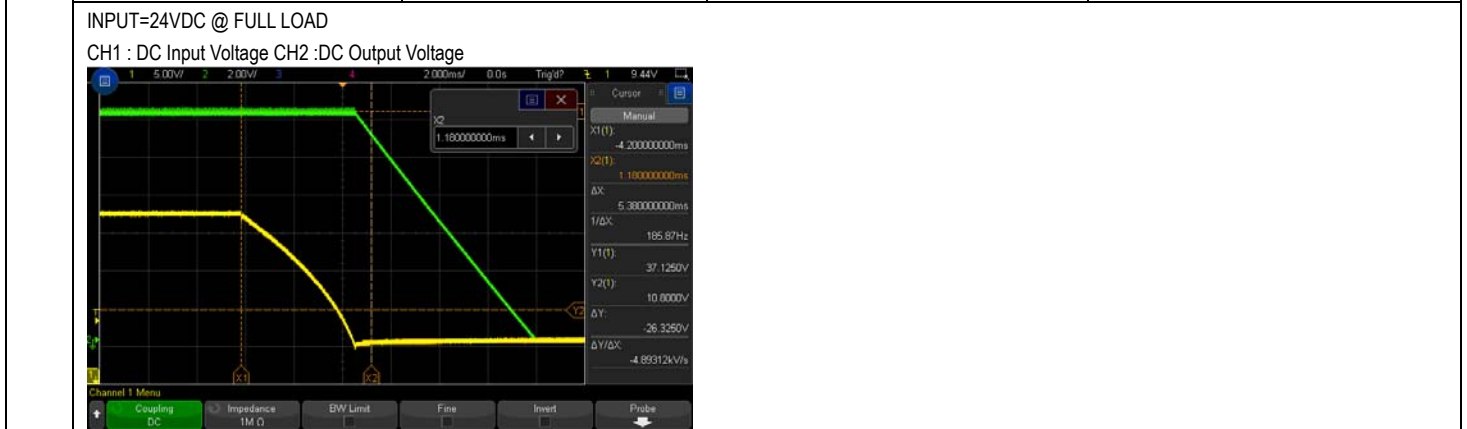 INPUT=24VDC @ FULL LOAD
CH1 : DC Input Voltage CH2 :DC Output Voltage
1 5.00V/ 2 2.00V/ 3 4 2.000ms/ 0.0s Trig'd? 1 9.44V
Cursor
Manual
X1(1):
-4.200000000ms
X2(1):
1.180000000ms
ΔX:
5.380000000ms
1/ΔX:
185.87Hz
Y1(1):
37.1250V
Y2(1):
10.8000V
ΔY:
-26.3250V
ΔY/ΔX:
-4.89312kV/s
X2
1.180000000ms
Y2
X1
X2
Channel 1 Menu
Coupling
DC
Impedance
1M Ω
BW Limit
Fine
Invert
Probe